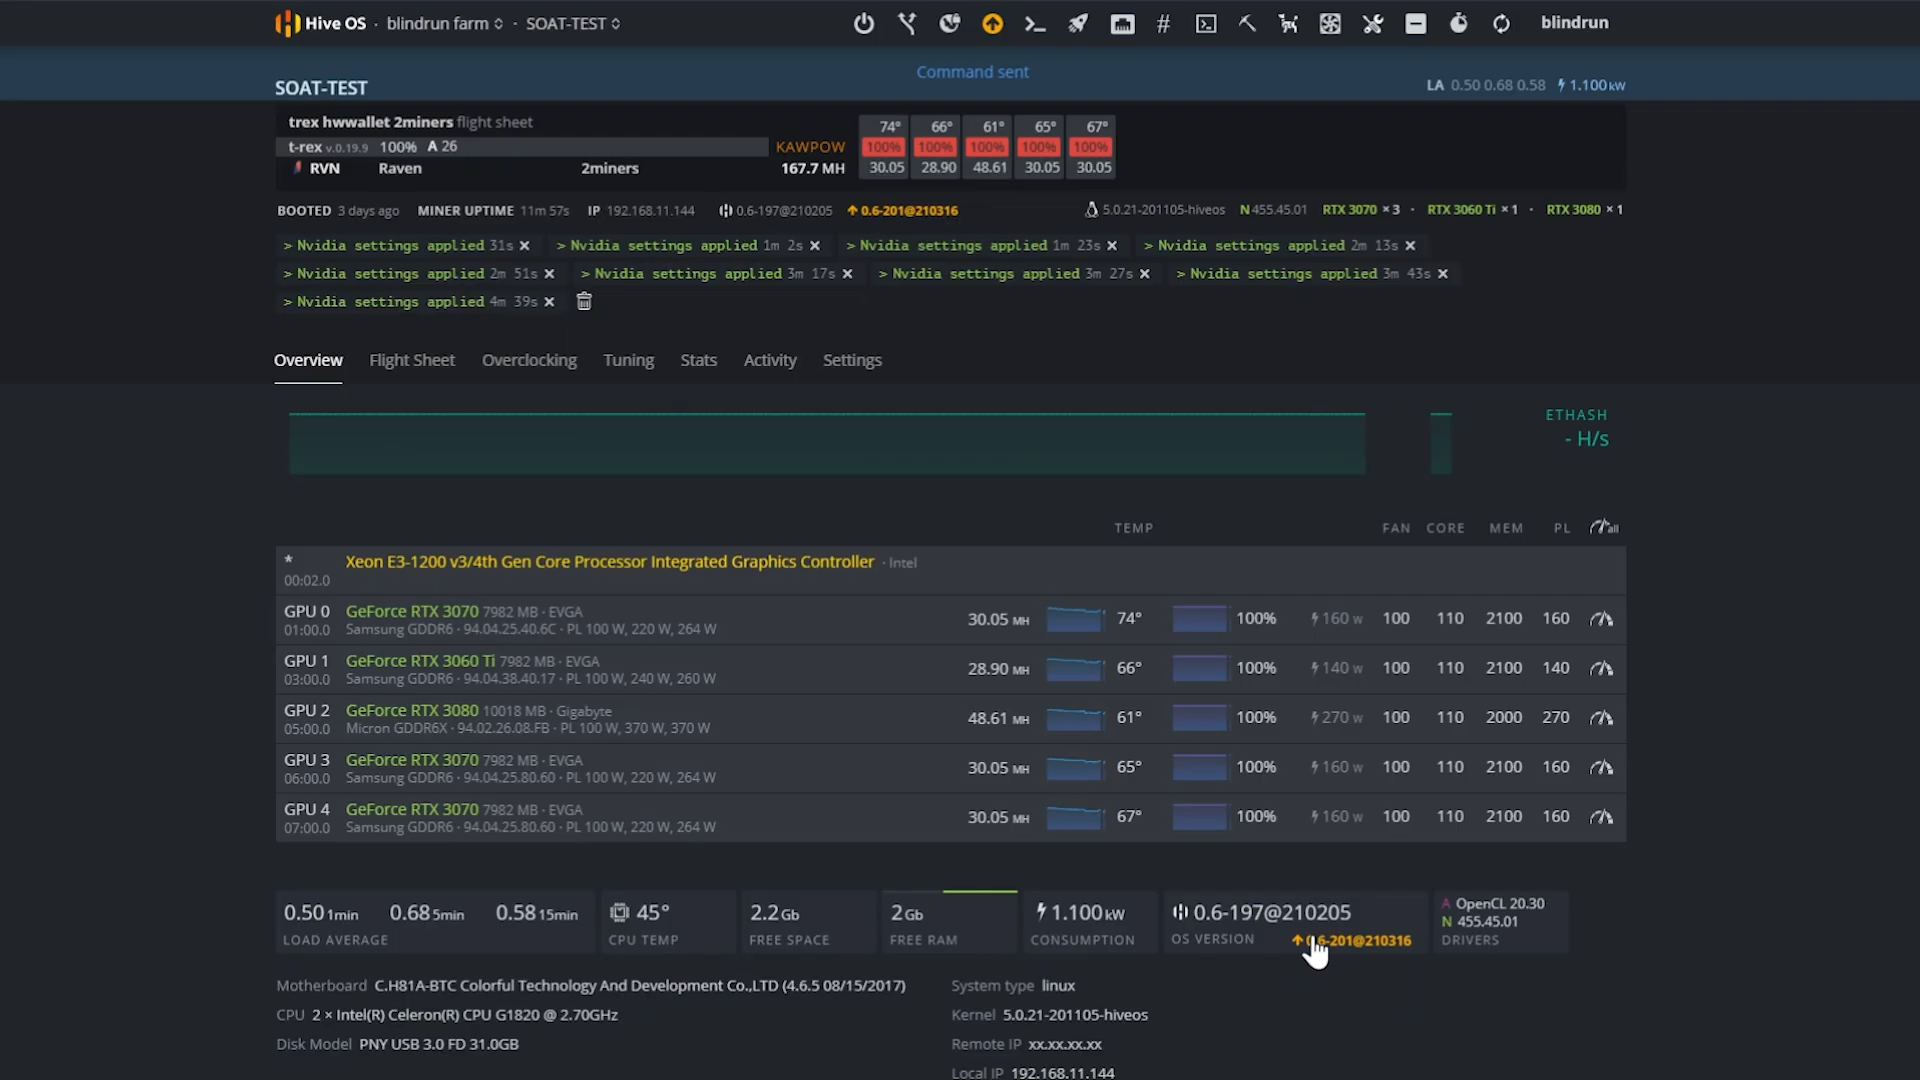 Hive OS · blindrun farm · SOAT-TEST
# blindrun
Command sent
SOAT-TEST
LA 0.50 0.68 0.58 1.100 kW
trex hwwallet 2miners flight sheet
t-rex v.0.19.9 100% A 26 KAWPOW
RVN Raven 2miners 167.7 MH
74° 66° 61° 65° 67°
100% 100% 100% 100% 100%
30.05 28.90 48.61 30.05 30.05
BOOTED 3 days ago MINER UPTIME 11m 57s IP 192.168.11.144 0.6-197@210205 0.6-201@210316 5.0.21-201105-hiveos N 455.45.01 RTX 3070 × 3 · RTX 3060 Ti × 1 · RTX 3080 × 1
> Nvidia settings applied 31s × > Nvidia settings applied 1m 2s × > Nvidia settings applied 1m 23s × > Nvidia settings applied 2m 13s ×
> Nvidia settings applied 2m 51s × > Nvidia settings applied 3m 17s × > Nvidia settings applied 3m 27s × > Nvidia settings applied 3m 43s ×
> Nvidia settings applied 4m 39s ×
Overview Flight Sheet Overclocking Tuning Stats Activity Settings
ETHASH
- H/s
TEMP FAN CORE MEM PL all
* Xeon E3-1200 v3/4th Gen Core Processor Integrated Graphics Controller · Intel
00:02.0
GPU 0 GeForce RTX 3070 7982 MB · EVGA
01:00.0 Samsung GDDR6 · 94.04.25.40.6C · PL 100 W, 220 W, 264 W
30.05 MH 74° 100% 160 W 100 110 2100 160
GPU 1 GeForce RTX 3060 Ti 7982 MB · EVGA
03:00.0 Samsung GDDR6 · 94.04.38.40.17 · PL 100 W, 240 W, 260 W
28.90 MH 66° 100% 140 W 100 110 2100 140
GPU 2 GeForce RTX 3080 10018 MB · Gigabyte
05:00.0 Micron GDDR6X · 94.02.26.08.FB · PL 100 W, 370 W, 370 W
48.61 MH 61° 100% 270 W 100 110 2000 270
GPU 3 GeForce RTX 3070 7982 MB · EVGA
06:00.0 Samsung GDDR6 · 94.04.25.80.60 · PL 100 W, 220 W, 264 W
30.05 MH 65° 100% 160 W 100 110 2100 160
GPU 4 GeForce RTX 3070 7982 MB · EVGA
07:00.0 Samsung GDDR6 · 94.04.25.80.60 · PL 100 W, 220 W, 264 W
30.05 MH 67° 100% 160 W 100 110 2100 160
0.50 1min 0.68 5min 0.58 15min
LOAD AVERAGE
45°
CPU TEMP
2.2 Gb
FREE SPACE
2 Gb
FREE RAM
1.100 kW
CONSUMPTION
0.6-197@210205
OS VERSION 0.6-201@210316
A OpenCL 20.30
N 455.45.01
DRIVERS
Motherboard C.H81A-BTC Colorful Technology And Development Co.,LTD (4.6.5 08/15/2017)
CPU 2 × Intel(R) Celeron(R) CPU G1820 @ 2.70GHz
Disk Model PNY USB 3.0 FD 31.0GB
System type linux
Kernel 5.0.21-201105-hiveos
Remote IP xx.xx.xx.xx
Local IP 192.168.11.144